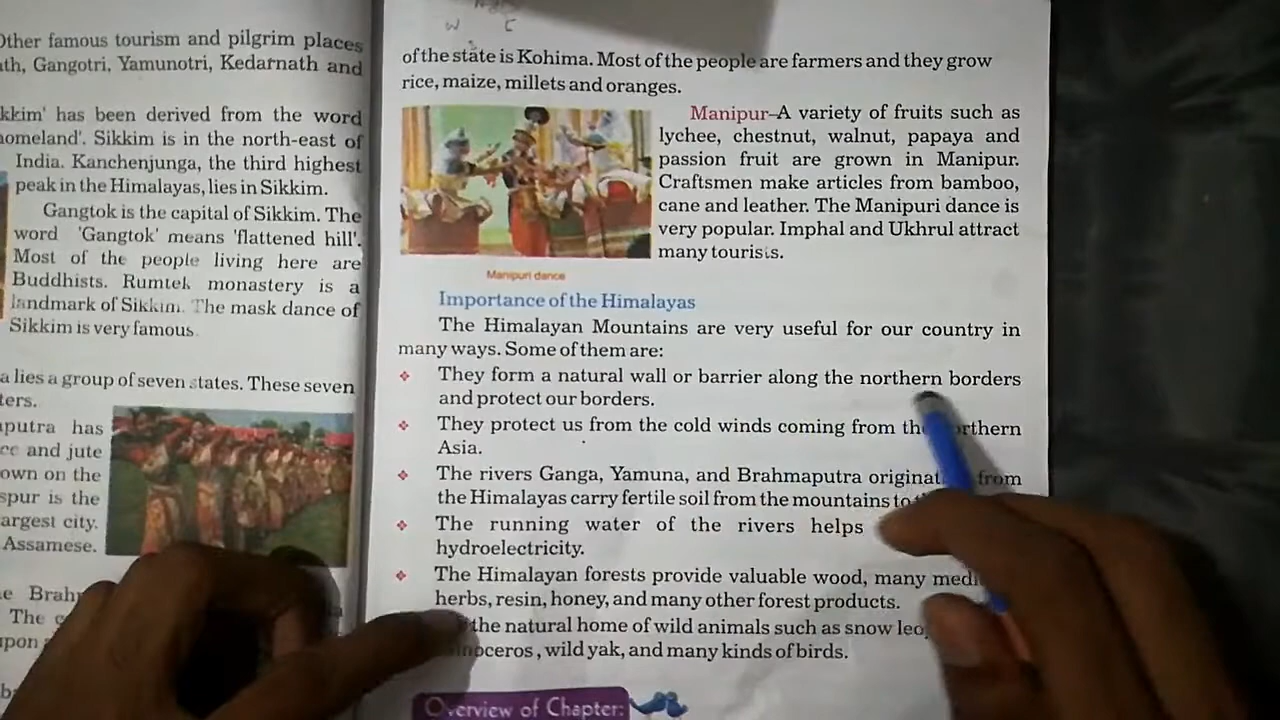 Other famous tourism and pilgrim places
ath, Gangotri, Yamunotri, Kedarnath and
kkim' has been derived from the word
homeland'. Sikkim is in the north-east of
India. Kanchenjunga, the third highest
peak in the Himalayas, lies in Sikkim.
Gangtok is the capital of Sikkim. The
word 'Gangtok' means 'flattened hill'.
Most of the people living here are
Buddhists. Rumtek monastery is a
landmark of Sikkim. The mask dance of
Sikkim is very famous.
a lies a group of seven states. These seven
ters.
aputra has
ce and jute
own on the
spur is the
argest city.
Assamese.
e Brah
The
upon
of the state is Kohima. Most of the people are farmers and they grow
rice, maize, millets and oranges.
Manipur–A variety of fruits such as
lychee, chestnut, walnut, papaya and
passion fruit are grown in Manipur.
Craftsmen make articles from bamboo,
cane and leather. The Manipuri dance is
very popular. Imphal and Ukhrul attract
many tourists.
Manipuri dance
Importance of the Himalayas
The Himalayan Mountains are very useful for our country in
many ways. Some of them are:
❖ They form a natural wall or barrier along the northern borders
and protect our borders.
❖ They protect us from the cold winds coming from the northern
Asia.
❖ The rivers Ganga, Yamuna, and Brahmaputra originat from
the Himalayas carry fertile soil from the mountains to
❖ The running water of the rivers helps
hydroelectricity.
❖ The Himalayan forests provide valuable wood, many medi
herbs, resin, honey, and many other forest products.
the natural home of wild animals such as snow leo
noceros, wild yak, and many kinds of birds.
Overview of Chapter: